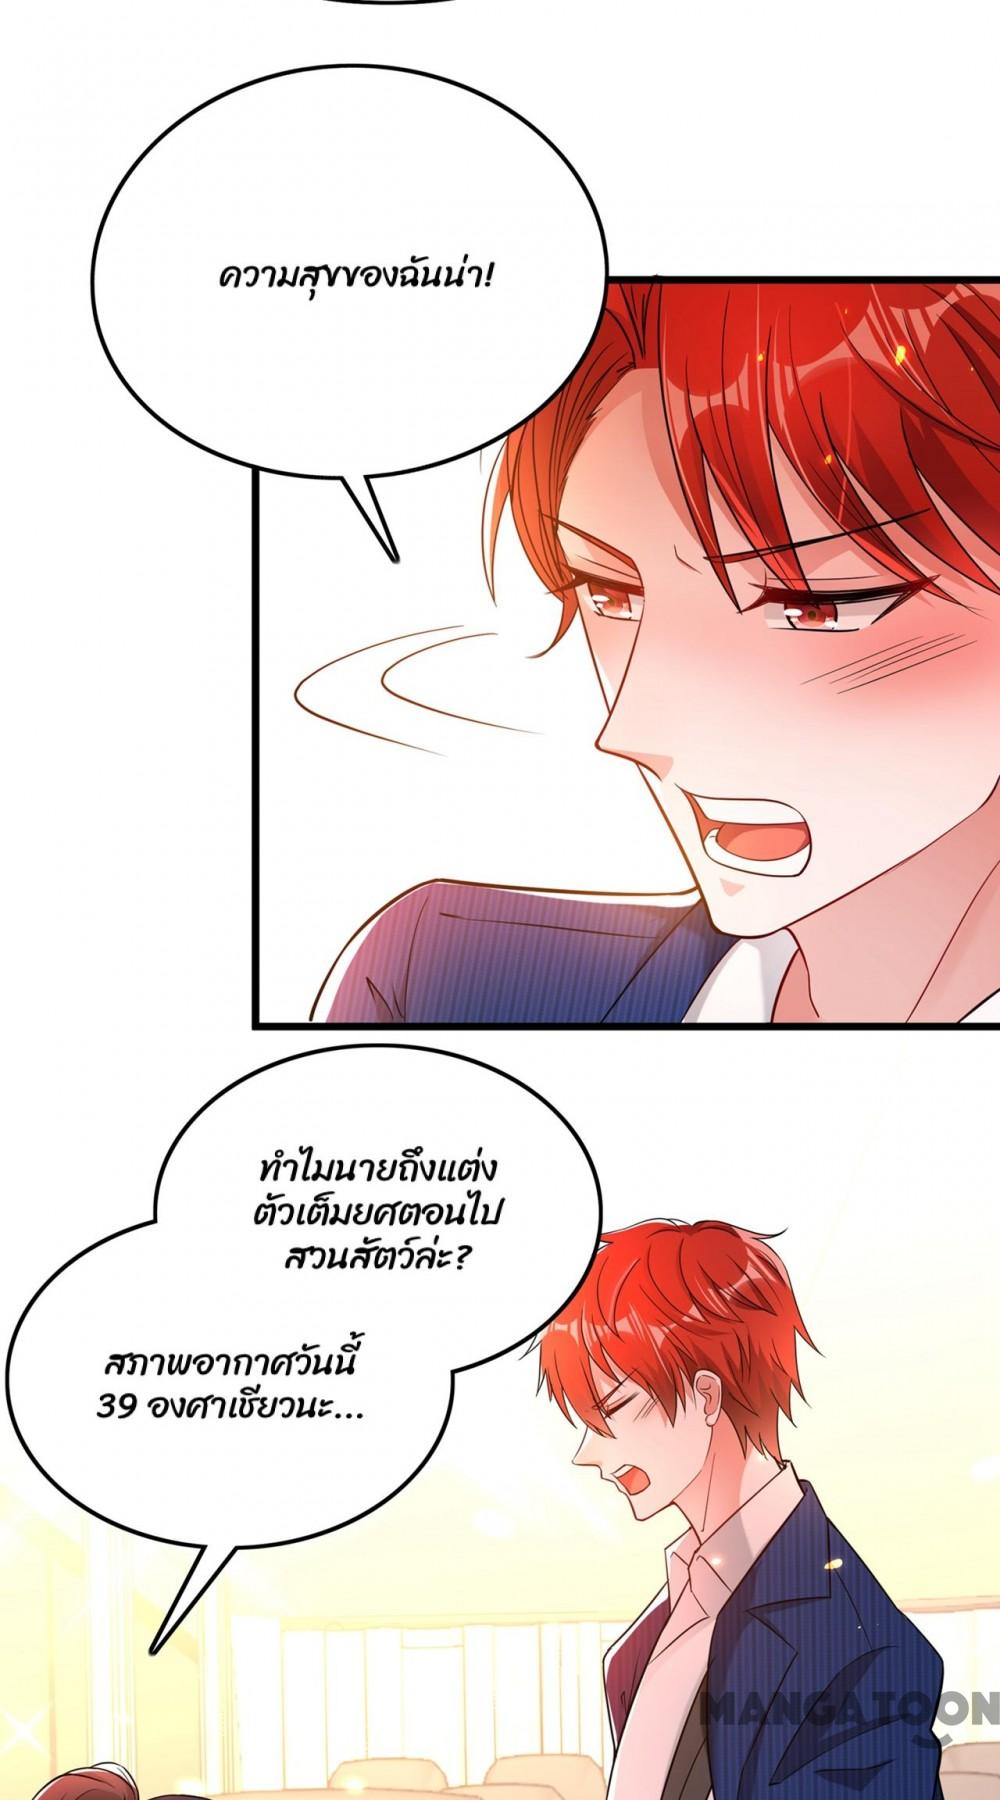 ความสุขของฉันน่า!
ทำไมนายถึงแต่ง
ตัวเต็มยศตอนไป
สวนสัตว์ล่ะ?
สภาพอากาศวันนี้
39 องศาเชียวนะ...
MANGATOON